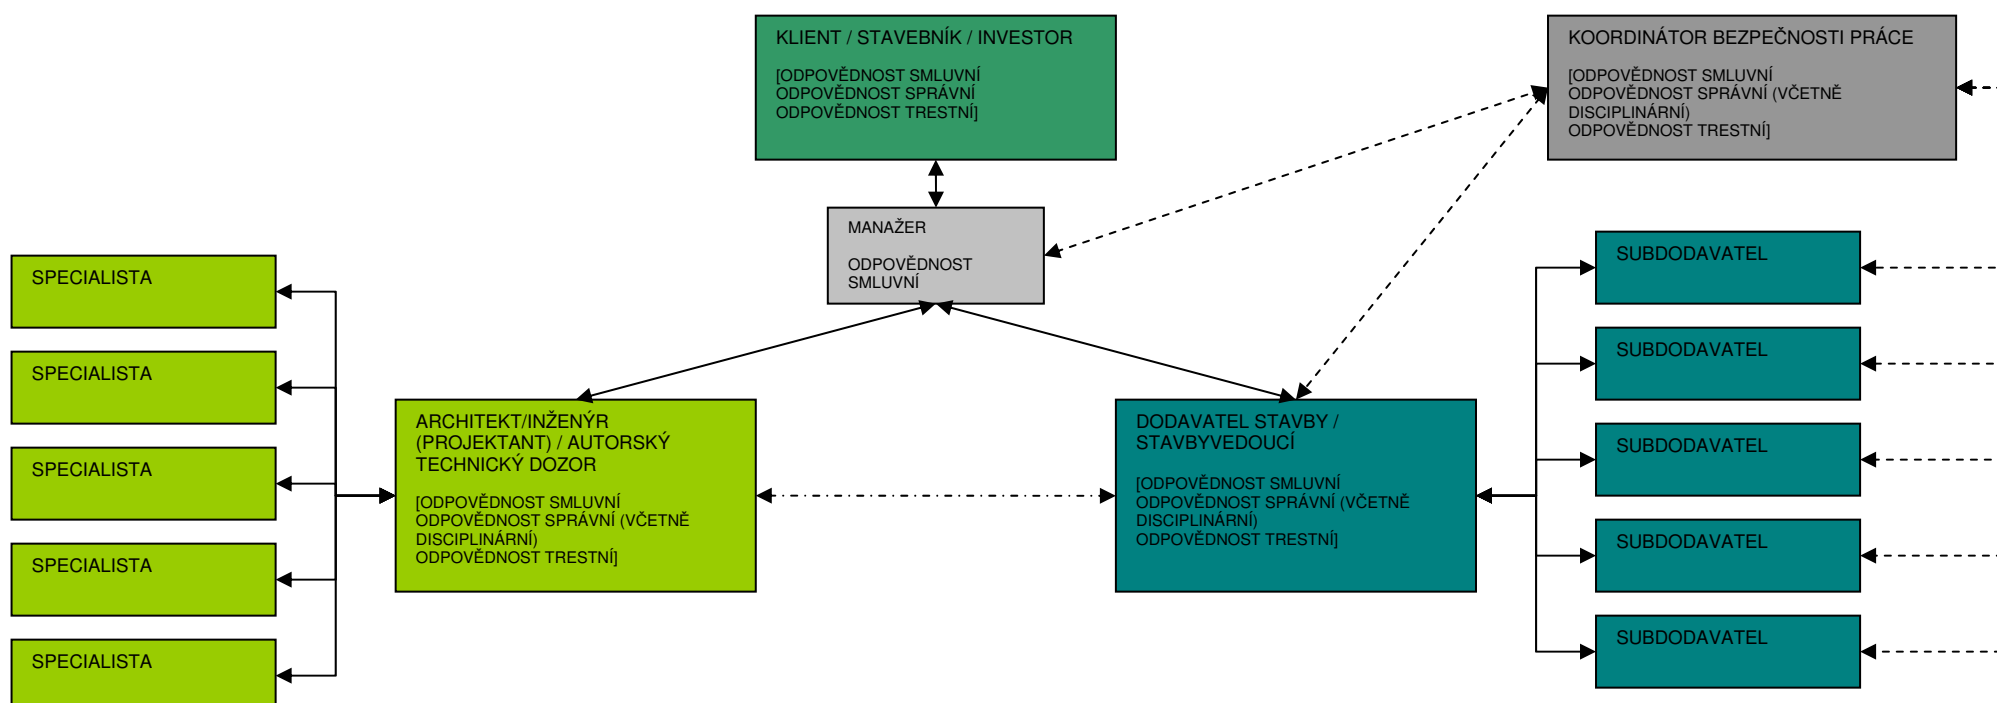 KLIENT / STAVEBNÍK / INVESTOR
[ODPOVĚDNOST SMLUVNÍ
ODPOVĚDNOST SPRÁVNÍ
ODPOVĚDNOST TRESTNÍ]
KOORDINÁTOR BEZPEČNOSTI PRÁCE
[ODPOVĚDNOST SMLUVNÍ
ODPOVĚDNOST SPRÁVNÍ (VČETNĚ
DISCIPLINÁRNÍ)
ODPOVĚDNOST TRESTNÍ]
MANAŽER
ODPOVĚDNOST
SMLUVNÍ
SPECIALISTA
SPECIALISTA
SPECIALISTA
SPECIALISTA
SPECIALISTA
ARCHITEKT/INŽENÝR
(PROJEKTANT) / AUTORSKÝ
TECHNICKÝ DOZOR
[ODPOVĚDNOST SMLUVNÍ
ODPOVĚDNOST SPRÁVNÍ (VČETNĚ
DISCIPLINÁRNÍ)
ODPOVĚDNOST TRESTNÍ]
DODAVATEL STAVBY /
STAVBYVEDOUCÍ
[ODPOVĚDNOST SMLUVNÍ
ODPOVĚDNOST SPRÁVNÍ (VČETNĚ
DISCIPLINÁRNÍ)
ODPOVĚDNOST TRESTNÍ]
SUBDODAVATEL
SUBDODAVATEL
SUBDODAVATEL
SUBDODAVATEL
SUBDODAVATEL